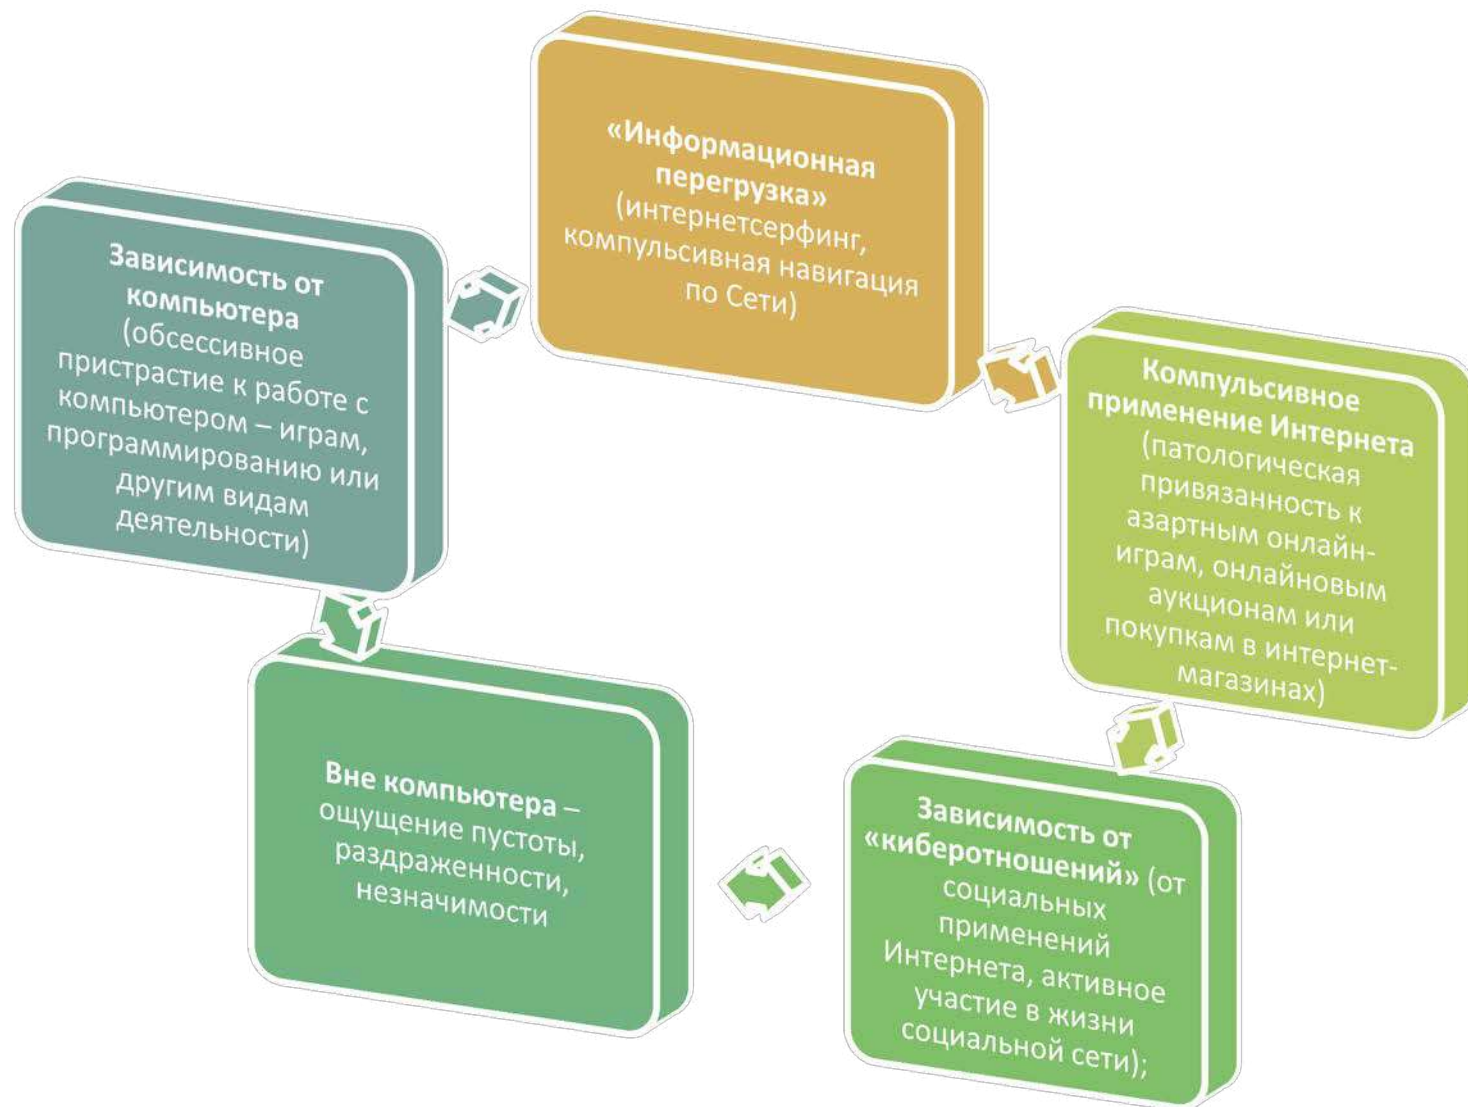 «Информационная
перегрузка»
(интернетсерфинг,
компульсивная навигация
по Сети)
Компульсивное
применение Интернета
(патологическая
привязанность к
азартным онлайн-
играм, онлайновым
аукционам или
покупкам в интернет-
магазинах)
Зависимость от
«киберотношений» (от
социальных
применений
Интернета, активное
участие в жизни
социальной сети);
Вне компьютера –
ощущение пустоты,
раздраженности,
незначимости
Зависимость от
компьютера
(обсессивное
пристрастие к работе с
компьютером – играм,
программированию или
другим видам
деятельности)